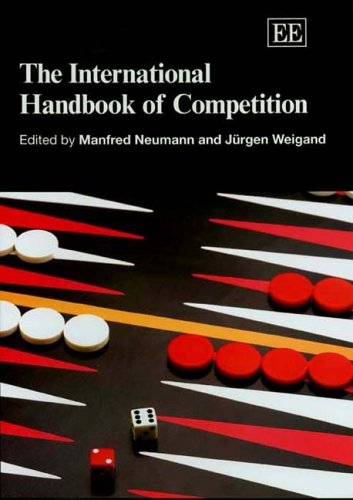 EE
The International
Handbook of Competition
Edited by Manfred Neumann and Jürgen Weigand